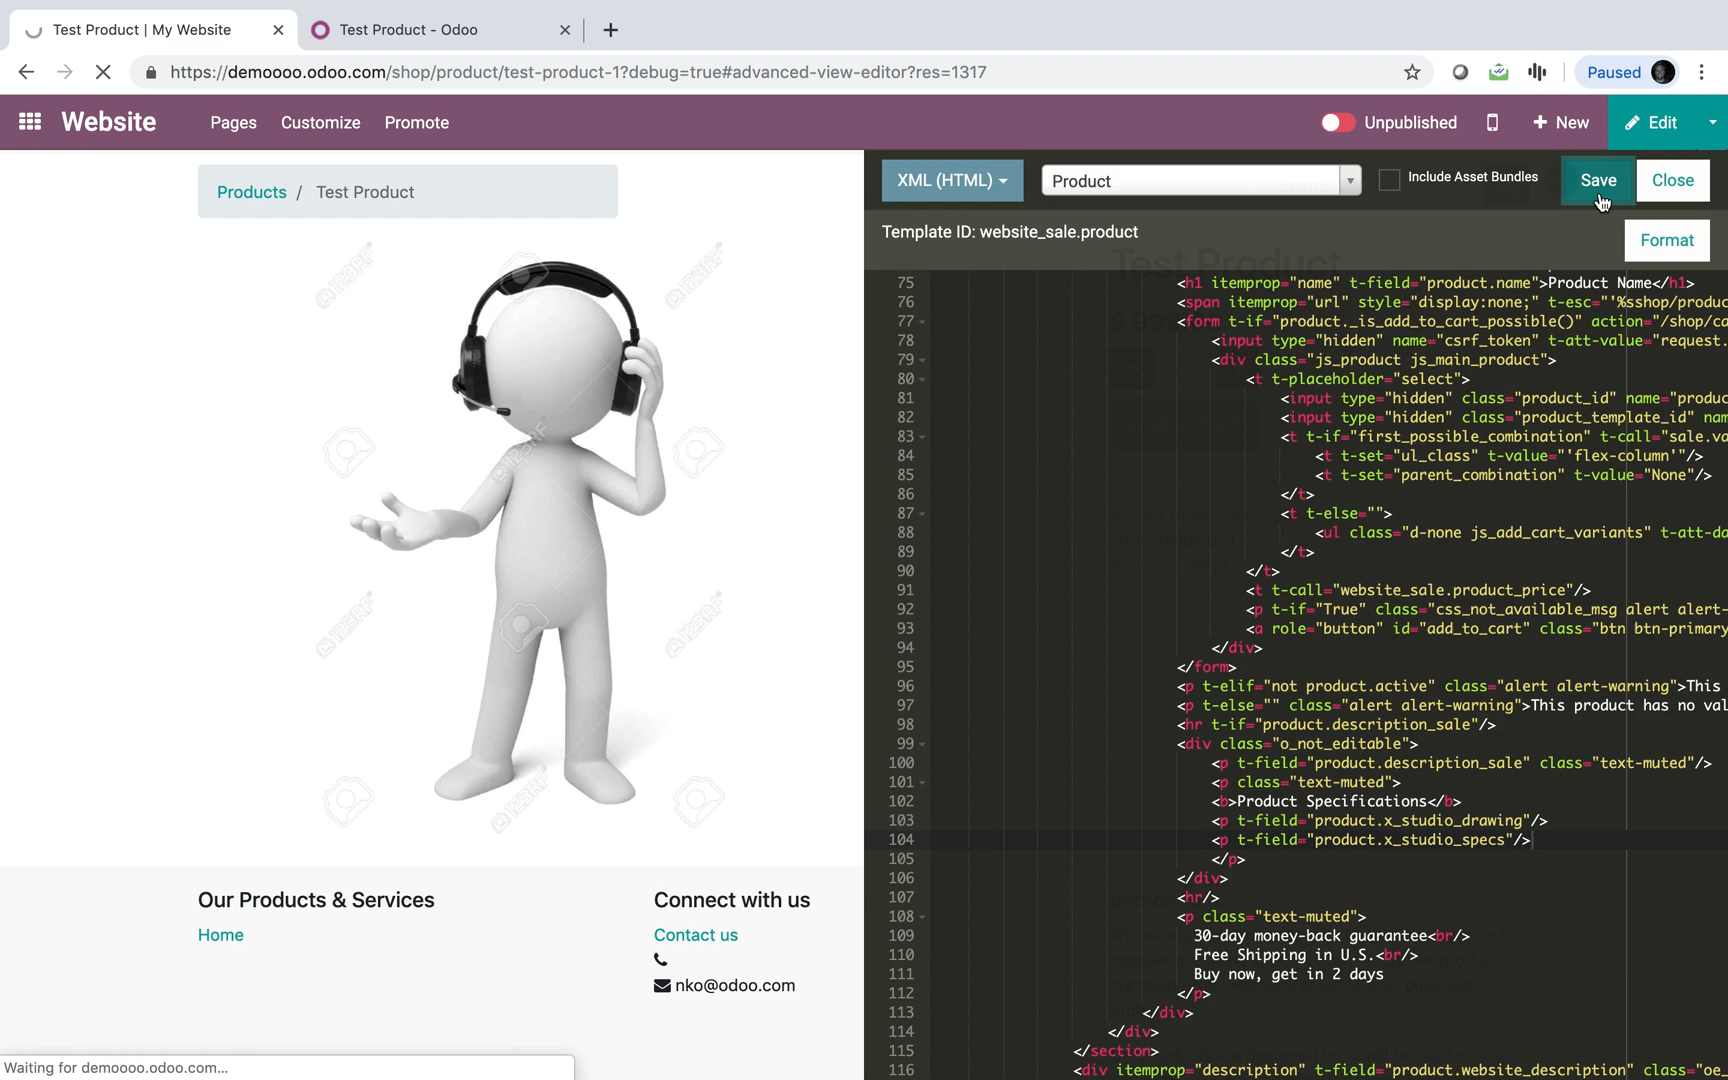 Test Product | My Website
Test Product - Odoo
https://demoooo.odoo.com/shop/product/test-product-1?debug=true#advanced-view-editor?res=1317
Paused
Website
Pages
Customize
Promote
Unpublished
+ New
Edit
Products / Test Product
XML (HTML)
Product
Include Asset Bundles
Save
Close
Template ID: website_sale.product
Format
Test Product
75 <h1 itemprop="name" t-field="product.name">Product Name</h1>
76 <span itemprop="url" style="display:none;" t-esc="'%sshop/produc
77 <form t-if="product._is_add_to_cart_possible()" action="/shop/ca
78 <input type="hidden" name="csrf_token" t-att-value="request.
79 <div class="js_product js_main_product">
80 <t t-placeholder="select">
81 <input type="hidden" class="product_id" name="produc
82 <input type="hidden" class="product_template_id" nam
83 <t t-if="first_possible_combination" t-call="sale.va
84 <t t-set="ul_class" t-value="'flex-column'"/>
85 <t t-set="parent_combination" t-value="None"/>
86 </t>
87 <t t-else="">
88 <ul class="d-none js_add_cart_variants" t-att-da
89 </t>
90 </t>
91 <t t-call="website_sale.product_price"/>
92 <p t-if="True" class="css_not_available_msg alert alert-
93 <a role="button" id="add_to_cart" class="btn btn-primary
94 </div>
95 </form>
96 <p t-elif="not product.active" class="alert alert-warning">This
97 <p t-else="" class="alert alert-warning">This product has no val
98 <hr t-if="product.description_sale"/>
99 <div class="o_not_editable">
100 <p t-field="product.description_sale" class="text-muted"/>
101 <p class="text-muted">
102 <b>Product Specifications</b>
103 <p t-field="product.x_studio_drawing"/>
104 <p t-field="product.x_studio_specs"/>
105 </p>
106 </div>
107 <hr/>
108 <p class="text-muted">
109 30-day money-back guarantee<br/>
110 Free Shipping in U.S.<br/>
111 Buy now, get in 2 days
112 </p>
113 </div>
114 </div>
115 </section>
116 <div itemprop="description" t-field="product.website_description" class="oe_
123RF
123RF
123RF
123RF
123RF
123RF
Our Products & Services
Home
Connect with us
Contact us
nko@odoo.com
Waiting for demoooo.odoo.com...